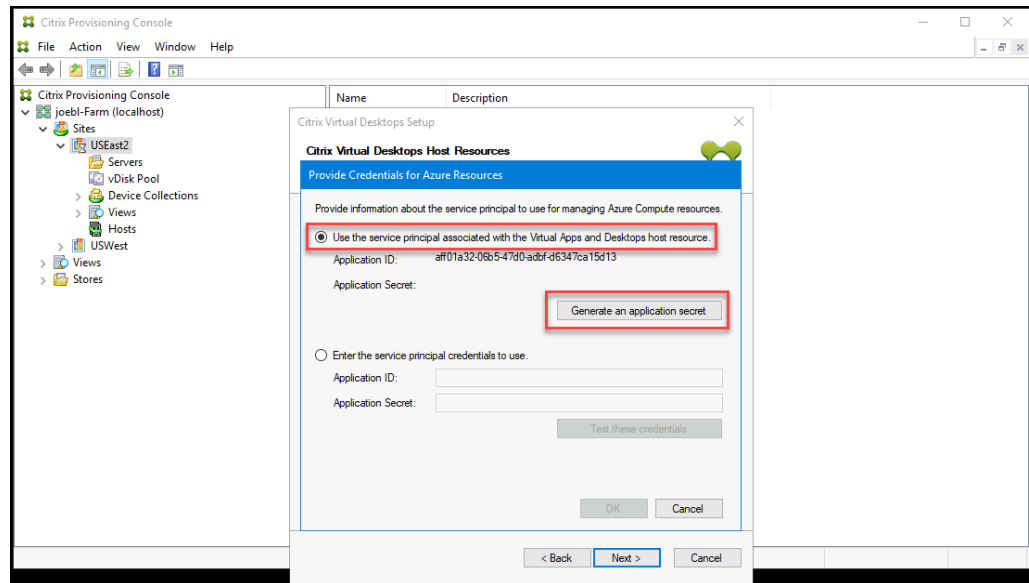 Citrix Provisioning Console
File Action View Window Help
Citrix Provisioning Console
joebl-Farm (localhost)
Sites
USEast2
Servers
vDisk Pool
Device Collections
Views
Hosts
USWest
Views
Stores
Name Description
Citrix Virtual Desktops Setup
Citrix Virtual Desktops Host Resources
Provide Credentials for Azure Resources
Provide information about the service principal to use for managing Azure Compute resources.
Use the service principal associated with the Virtual Apps and Desktops host resource.
Application ID: aff01a32-06b5-47d0-adbf-d6347ca15d13
Application Secret:
Generate an application secret
Enter the service principal credentials to use.
Application ID:
Application Secret:
Test these credentials
OK Cancel
< Back Next > Cancel